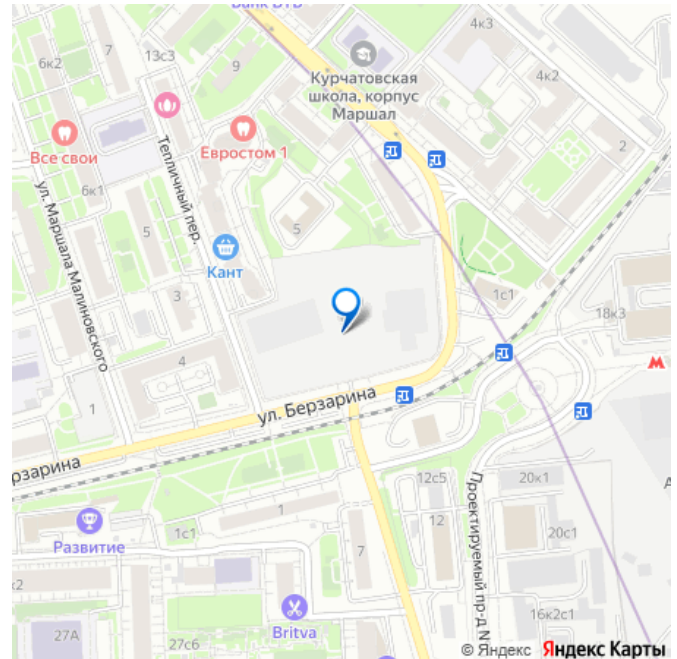 Bank ВТБ
4к3
6к2
7
13с3
9
Курчатовская
школа, корпус
Маршал
4к2
2
Все свои
Евростом 1
Тепличный пер.
6к1
ул. Маршала Малиновского
5
5
Кант
3
1с1
18к3
4
1
ул. Берзарина
рзарина
12с5
20к1
Проектируемый пр-д N
А
1с1
1
12
20с1
Развитие
7
к2
16к2с1
27А
27с6
Britva
© Яндекс Яндекс Карты